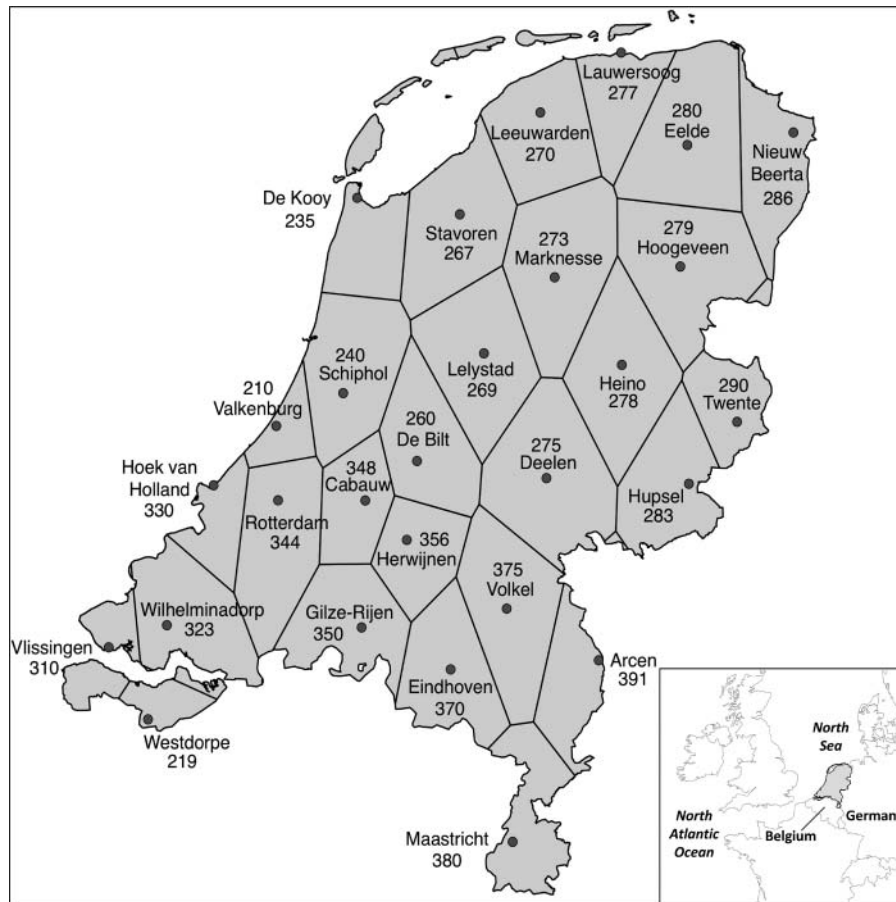 Lauwersoog
277
280
Eelde
Leeuwarden
270
Nieuw
Beerta
286
De Kooy
235
Stavoren
267
273
Marknesse
279
Hoogeveen
240
Schiphol
Lelystad
269
Heino
278
290
Twente
210
Valkenburg
260
De Bilt
275
Deelen
Hoek van
Holland
330
348
Cabauw
Hupsel
283
Rotterdam
344
356
Herwijnen
375
Volkel
Wilhelminadorp
323
Gilze-Rijen
350
Vlissingen
310
Arcen
391
Eindhoven
370
Westdorpe
219
Maastricht
380
North
Sea
North
Atlantic
Ocean
Belgium
German